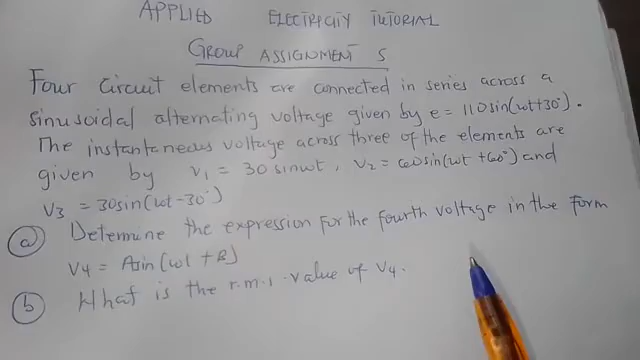 APPLIED ELECTRICITY TUTORIAL
GROUP ASSIGNMENT 5
Four Circuit elements are connected in series across a
sinusoidal alternating voltage given by e = 110sin(ωt+30°).
The instantaneous voltage across three of the elements are
given by v1 = 30 sinωt, v2 = 60sin(ωt +60°) and
v3 = 30sin(ωt-30°)
(a) Determine the expression for the fourth voltage in the form
v4 = Asin(ωt + B)
(b) What is the r.m.s. value of v4.